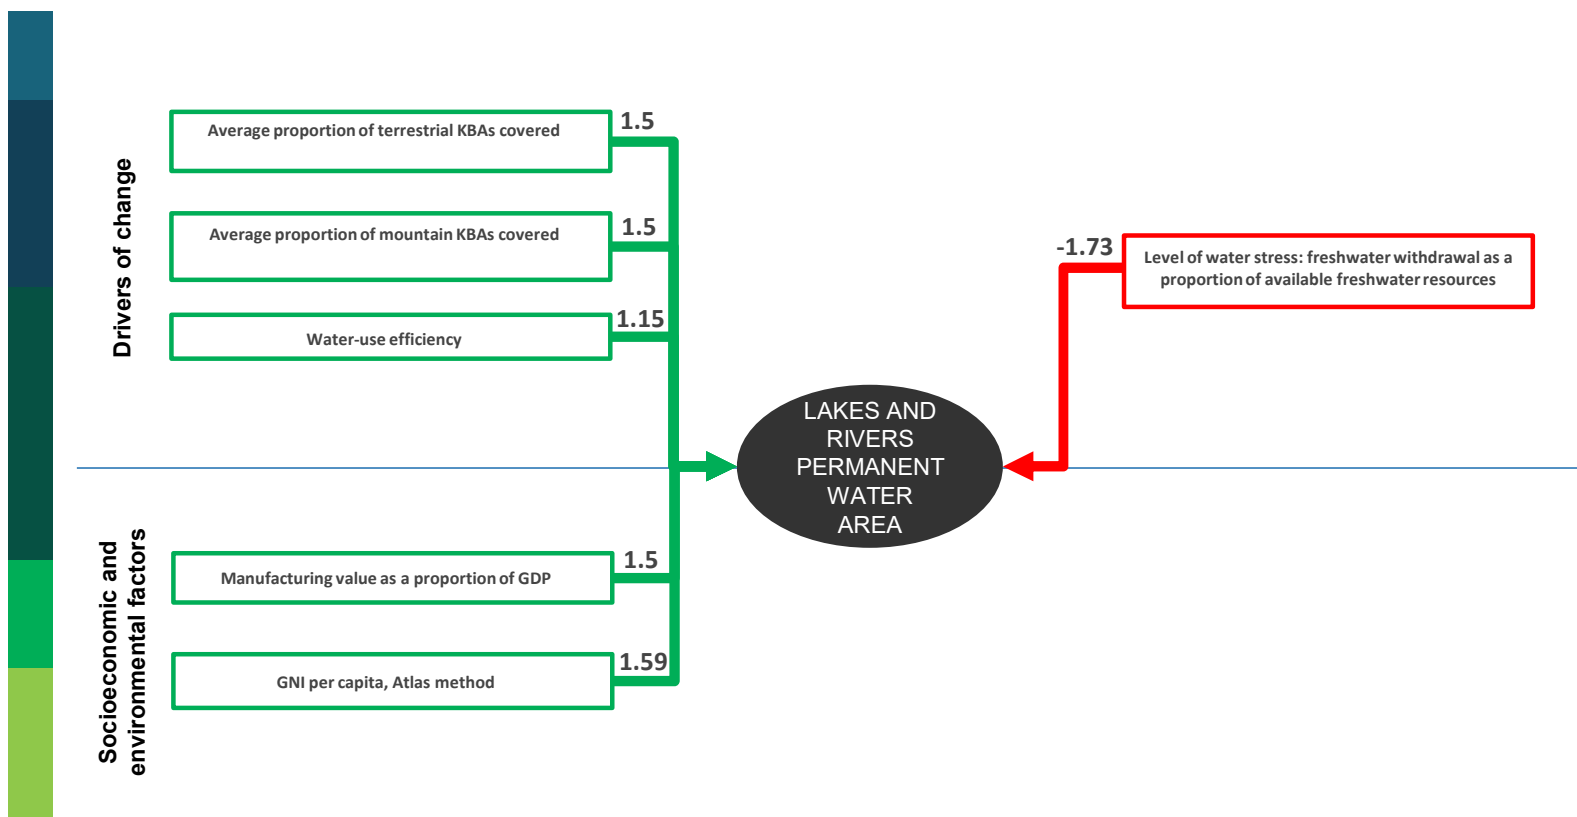 Drivers of change
Average proportion of terrestrial KBAs covered
1.5
Average proportion of mountain KBAs covered
1.5
Water-use efficiency
1.15
-1.73
Level of water stress: freshwater withdrawal as a
proportion of available freshwater resources
LAKES AND
RIVERS
PERMANENT
WATER
AREA
Socioeconomic and
environmental factors
Manufacturing value as a proportion of GDP
1.5
GNI per capita, Atlas method
1.59